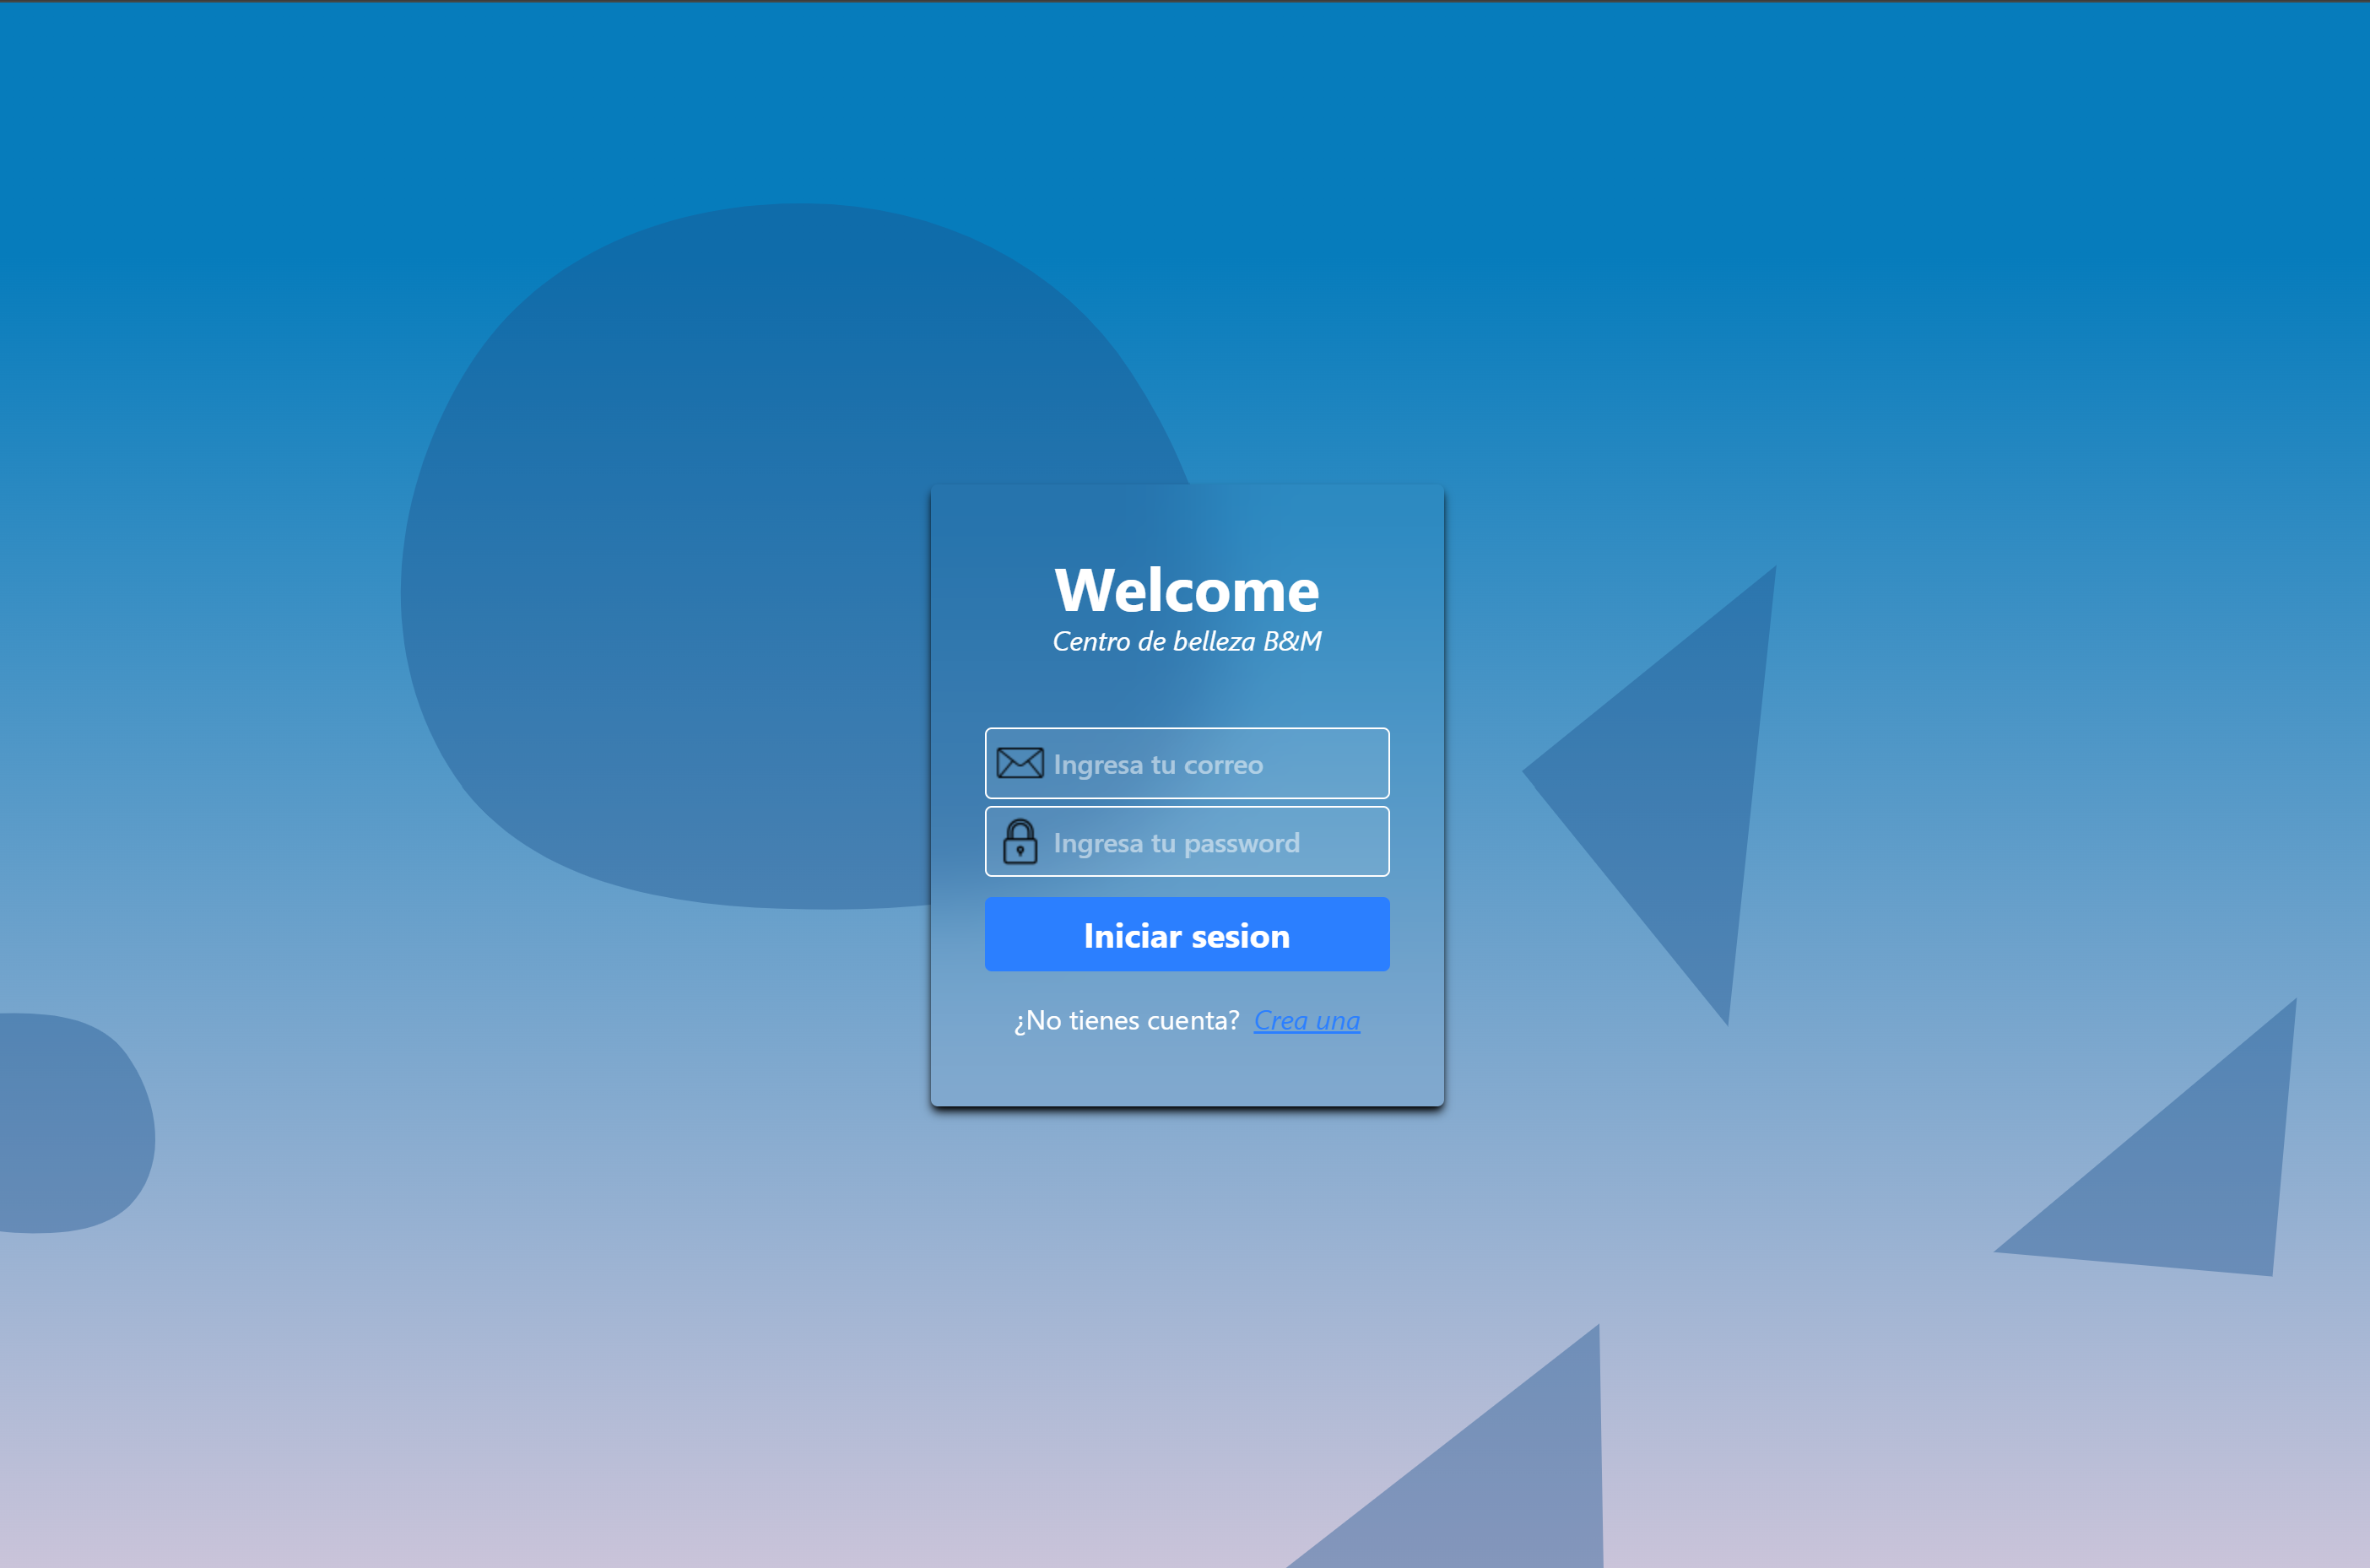 Welcome
Centro de belleza B&M
Ingresa tu correo
Ingresa tu password
Iniciar sesion
¿No tienes cuenta? Crea una